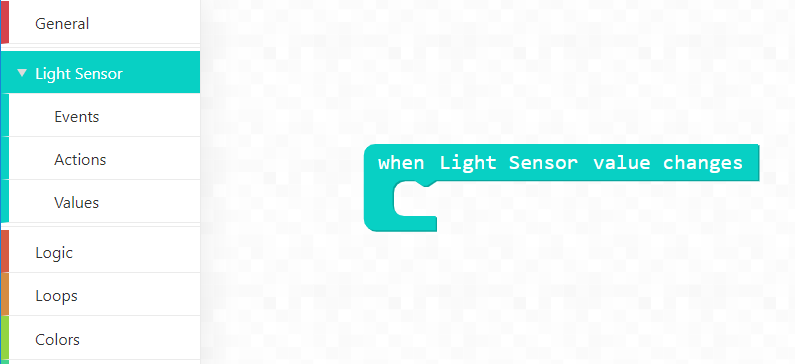 General
Light Sensor
Events
Actions
Values
Logic
Loops
Colors
when Light Sensor value changes